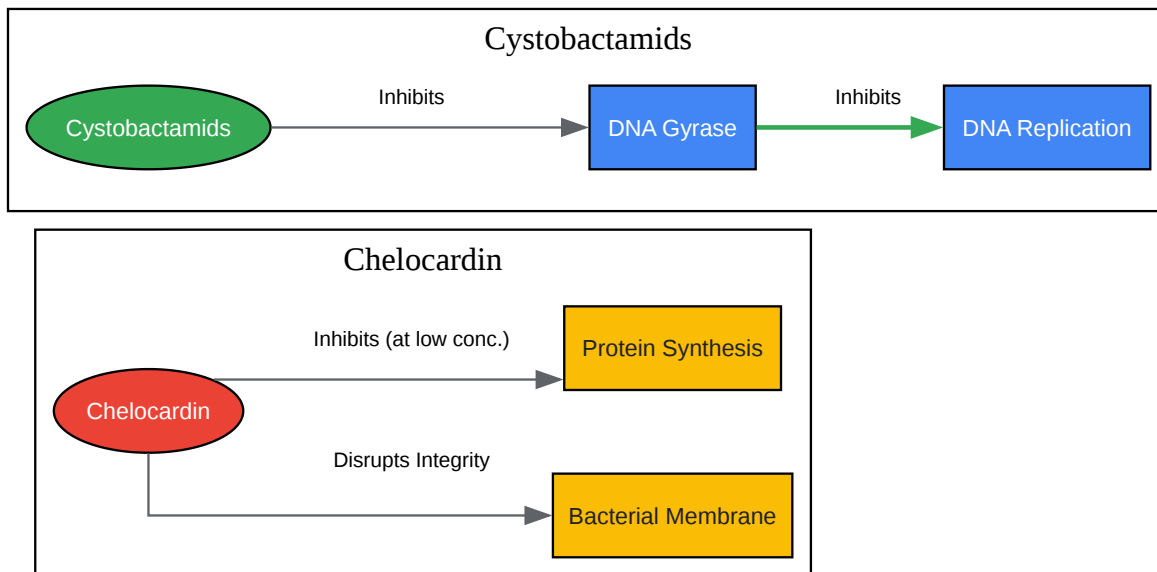 Cystobactamids
Cystobactamids
Inhibits
DNA Gyrase
Inhibits
DNA Replication
Chelocardin
Chelocardin
Inhibits (at low conc.)
Protein Synthesis
Disrupts Integrity
Bacterial Membrane